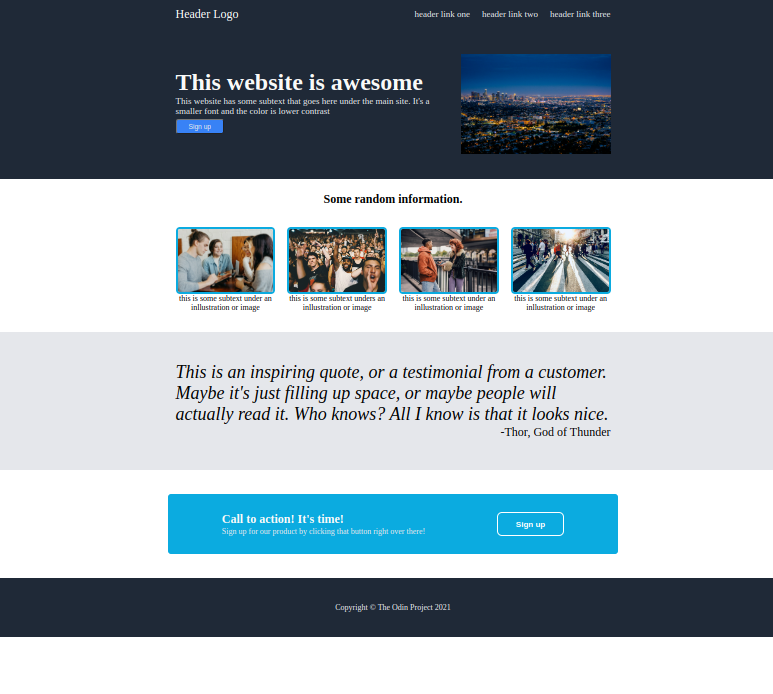 Header Logo
header link one
header link two
header link three
This website is awesome
This website has some subtext that goes here under the main site. It's a
smaller font and the color is lower contrast
Sign up
Some random information.
this is some subtext under an
inllustration or image
this is some subtext unders an
inllustration or image
this is some subtext under an
inllustration or image
this is some subtext under an
inllustration or image
This is an inspiring quote, or a testimonial from a customer.
Maybe it's just filling up space, or maybe people will
actually read it. Who knows? All I know is that it looks nice.
-Thor, God of Thunder
Call to action! It's time!
Sign up for our product by clicking that button right over there!
Sign up
Copyright © The Odin Project 2021